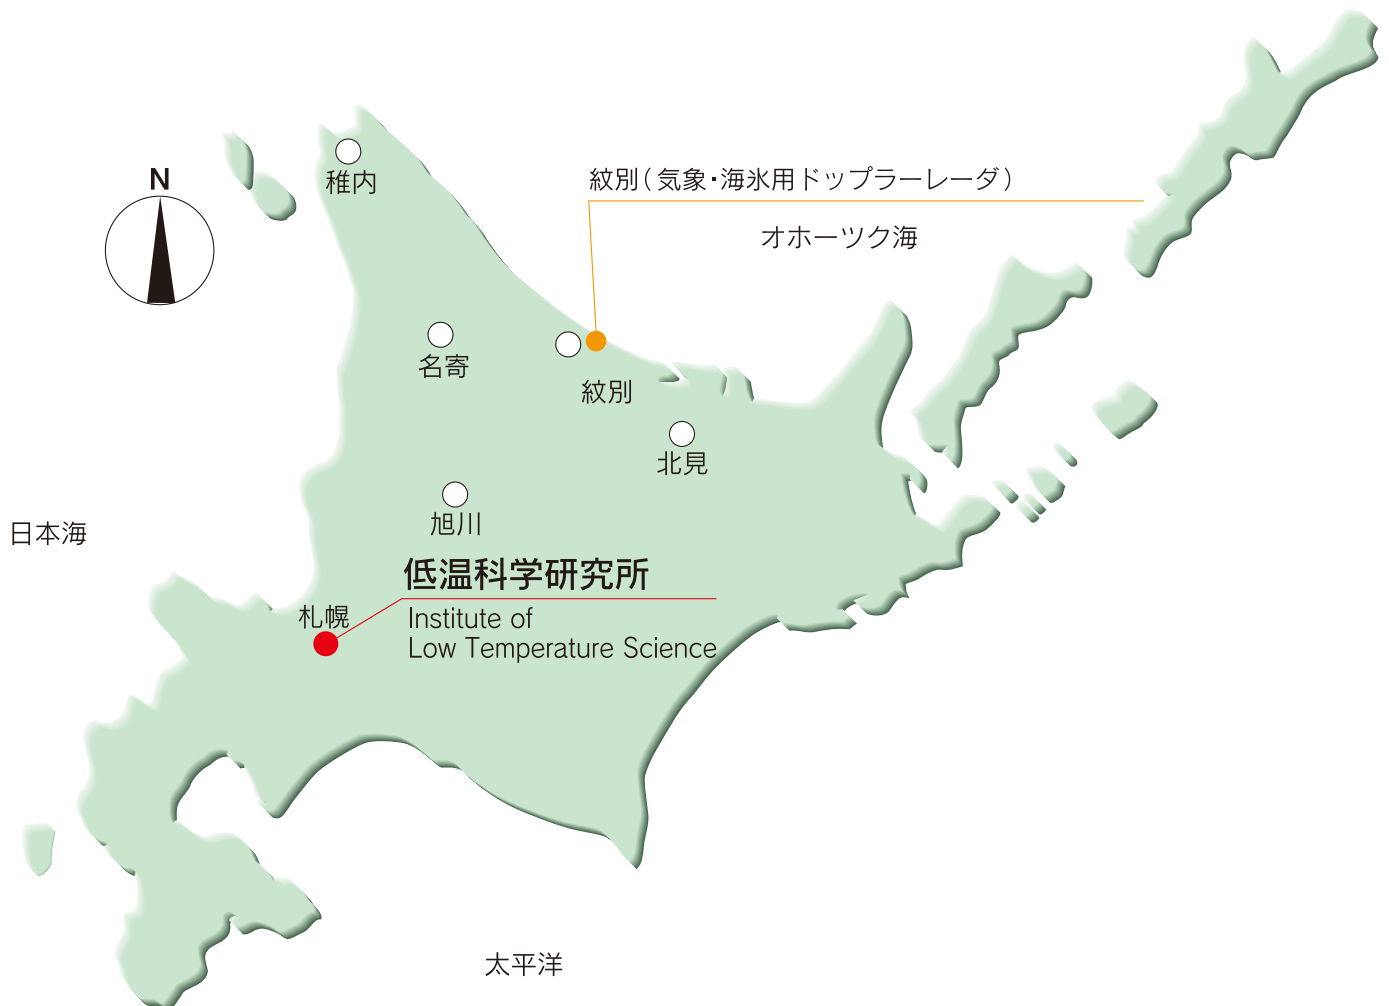 N
稚内
紋別(気象・海氷用ドップラーレーダ)
オホーツク海
名寄
紋別
北見
旭川
日本海
低温科学研究所
札幌
Institute of
Low Temperature Science
太平洋